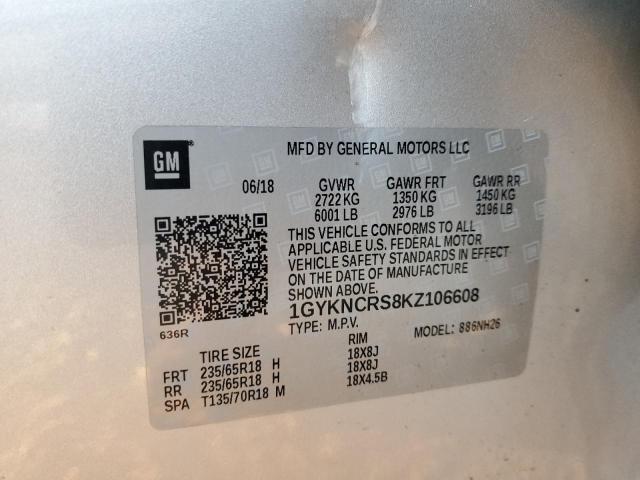 GM
MFD BY GENERAL MOTORS LLC
06/18 GVWR GAWR FRT GAWR RR
2722 KG 1350 KG 1450 KG
6001 LB 2976 LB 3196 LB
THIS VEHICLE CONFORMS TO ALL
APPLICABLE U.S. FEDERAL MOTOR
VEHICLE SAFETY STANDARDS IN EFFECT
ON THE DATE OF MANUFACTURE
SHOWN ABOVE.
1GYKNCRS8KZ106608
636R TYPE: M.P.V. MODEL: 886NH26
TIRE SIZE RIM
FRT 235/65R18 H 18X8J
RR 235/65R18 H 18X8J
SPA T135/70R18 M 18X4.5B